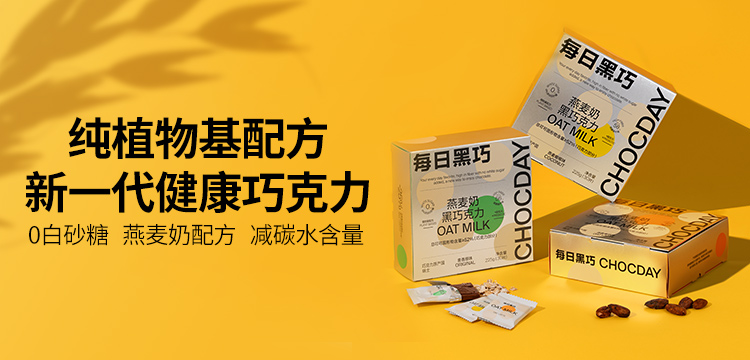 纯植物基配方
新一代健康巧克力
0白砂糖 燕麦奶配方 减碳水含量
每日黑巧
燕麦奶
黑巧克力
OAT MILK
COCONUT
CHOCDAY
每日黑巧
燕麦奶
黑巧克力
OAT MILK
ORIGINAL
CHOCDAY
每日黑巧 CHOCDAY